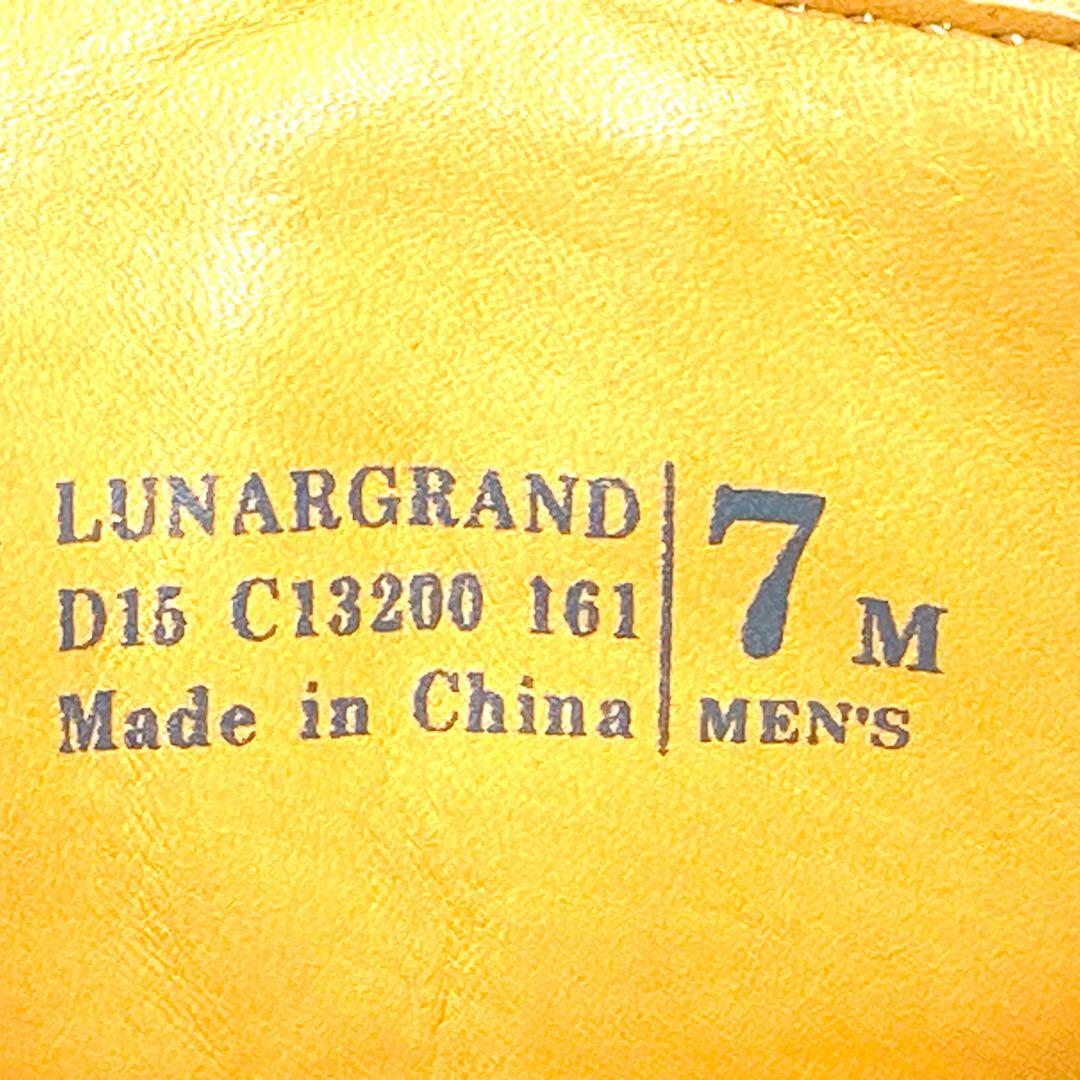 LUNARGRAND
D15 C13200 161
Made in China
7 M
MEN'S